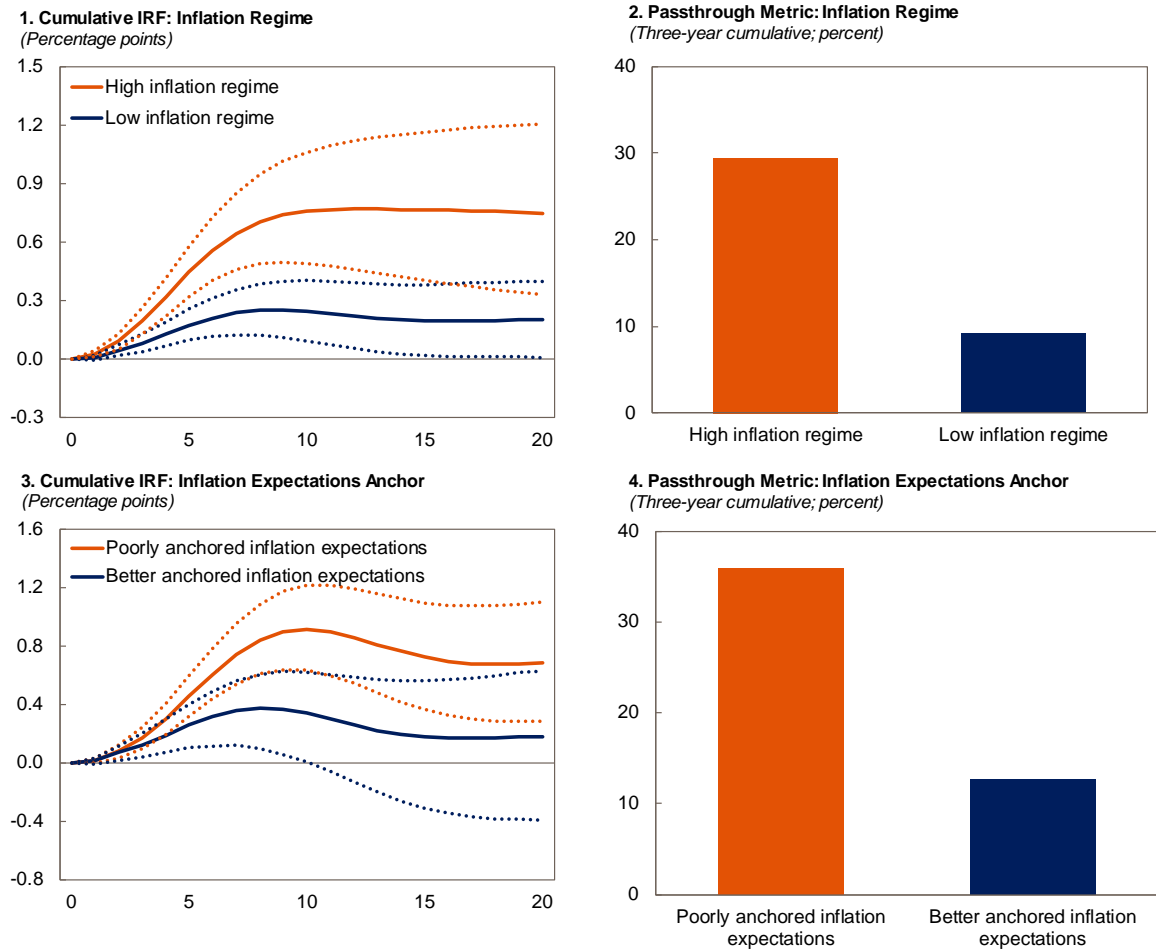 1. Cumulative IRF: Inflation Regime
(Percentage points)
1.5
1.2
0.9
0.6
0.3
0.0
-0.3
High inflation regime
Low inflation regime
0 5 10 15 20
2. Passthrough Metric: Inflation Regime
(Three-year cumulative; percent)
40
30
20
10
0
High inflation regime Low inflation regime
3. Cumulative IRF: Inflation Expectations Anchor
(Percentage points)
1.6
1.2
0.8
0.4
0.0
-0.4
-0.8
Poorly anchored inflation expectations
Better anchored inflation expectations
0 5 10 15 20
4. Passthrough Metric: Inflation Expectations Anchor
(Three-year cumulative; percent)
40
30
20
10
0
Poorly anchored inflation
expectations
Better anchored inflation
expectations